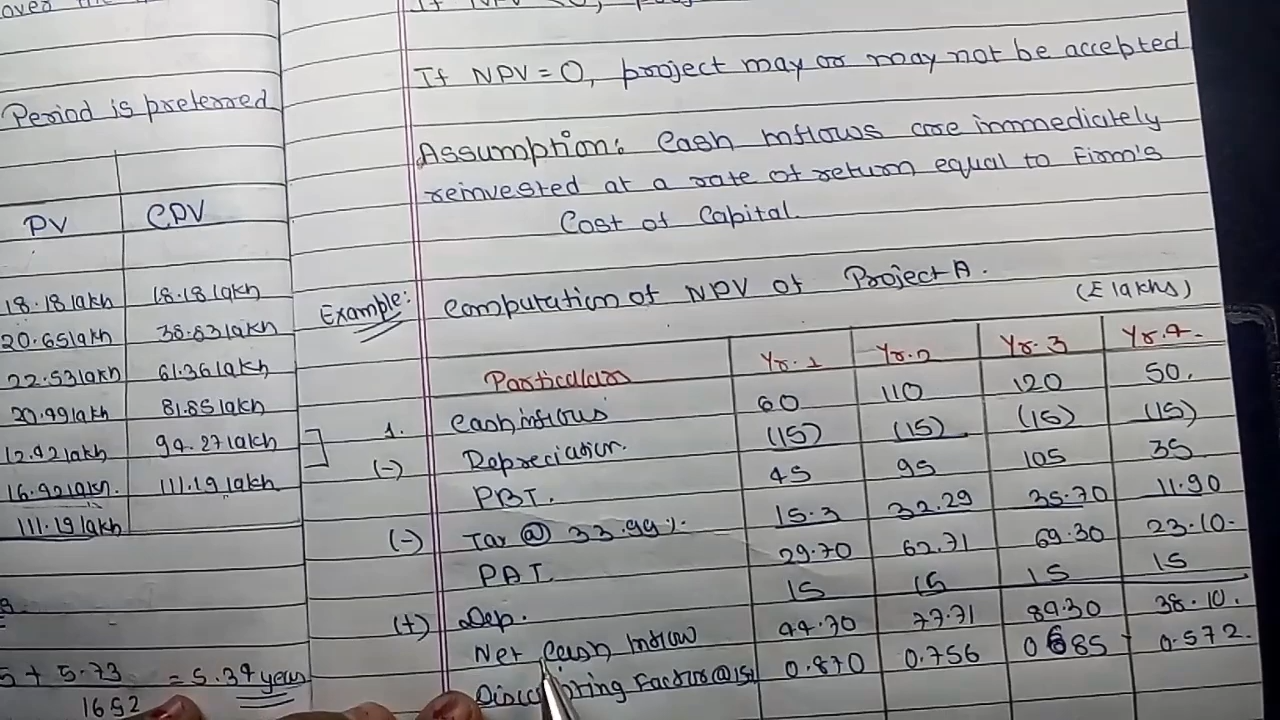 Period is preferred
PV CPV
18.18 lakh 18.18 lakh
20.65 lakh 38.83 lakh
22.53 lakh 61.36 lakh
20.49 lakh 81.85 lakh
12.92 lakh 94.27 lakh
16.92 lakh. 111.19 lakh
111.19 lakh
5 + 5.73 = 5.34 years
1692
If NPV = 0, project may or may not be accepted
Assumption: Cash inflows are immediately
reinvested at a rate of return equal to Firm's
Cost of Capital.
Example: Computation of NPV of Project A.
(£ lakhs)
Particulars Yr.1 Yr.2 Yr.3 Yr.4
1. Cash inflows 60 110 120 50.
(-) Depreciation. (15) (15) (15) (15)
PBT. 45 95 105 35
(-) Tax @ 33.99%. 15.3 32.29 35.70 11.90
PAT 29.70 62.71 69.30 23.10
(+) Dep. 15 15 15 15
Net Cash Inflow 44.70 77.71 84.30 38.10.
Factor @ 15% 0.870 0.756 0.685 0.572.